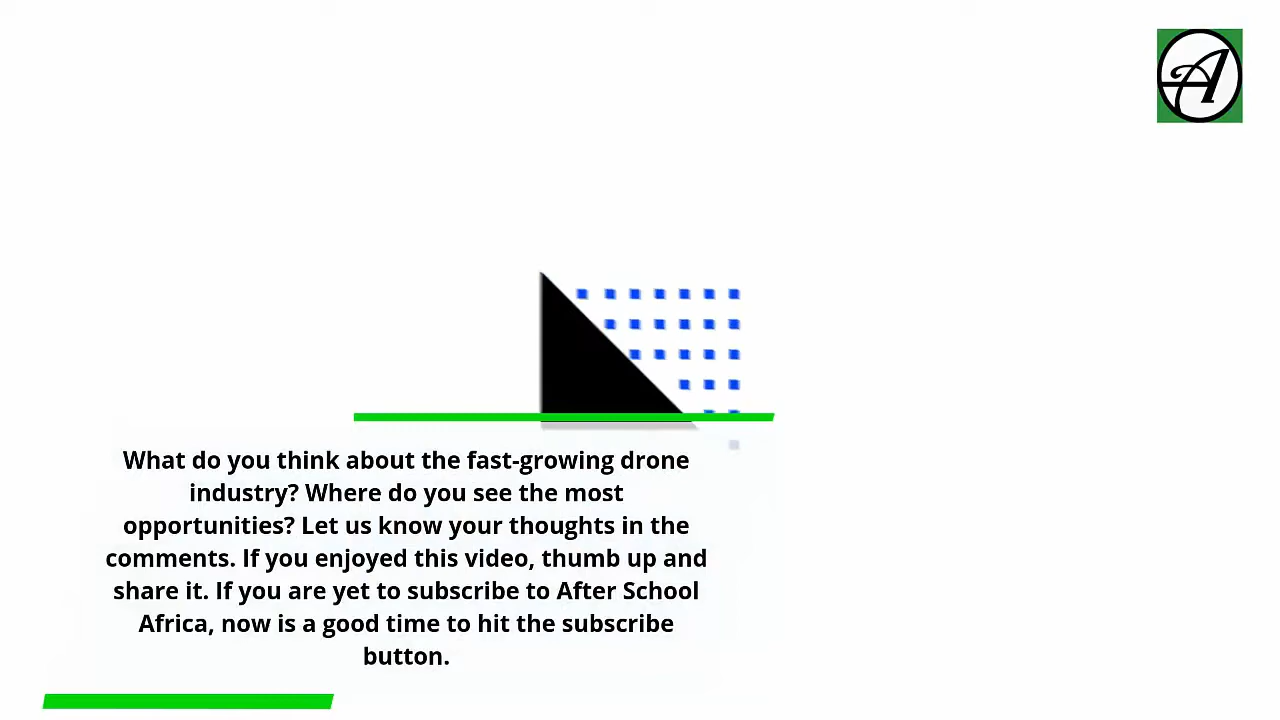 A
What do you think about the fast-growing drone
industry? Where do you see the most
opportunities? Let us know your thoughts in the
comments. If you enjoyed this video, thumb up and
share it. If you are yet to subscribe to After School
Africa, now is a good time to hit the subscribe
button.